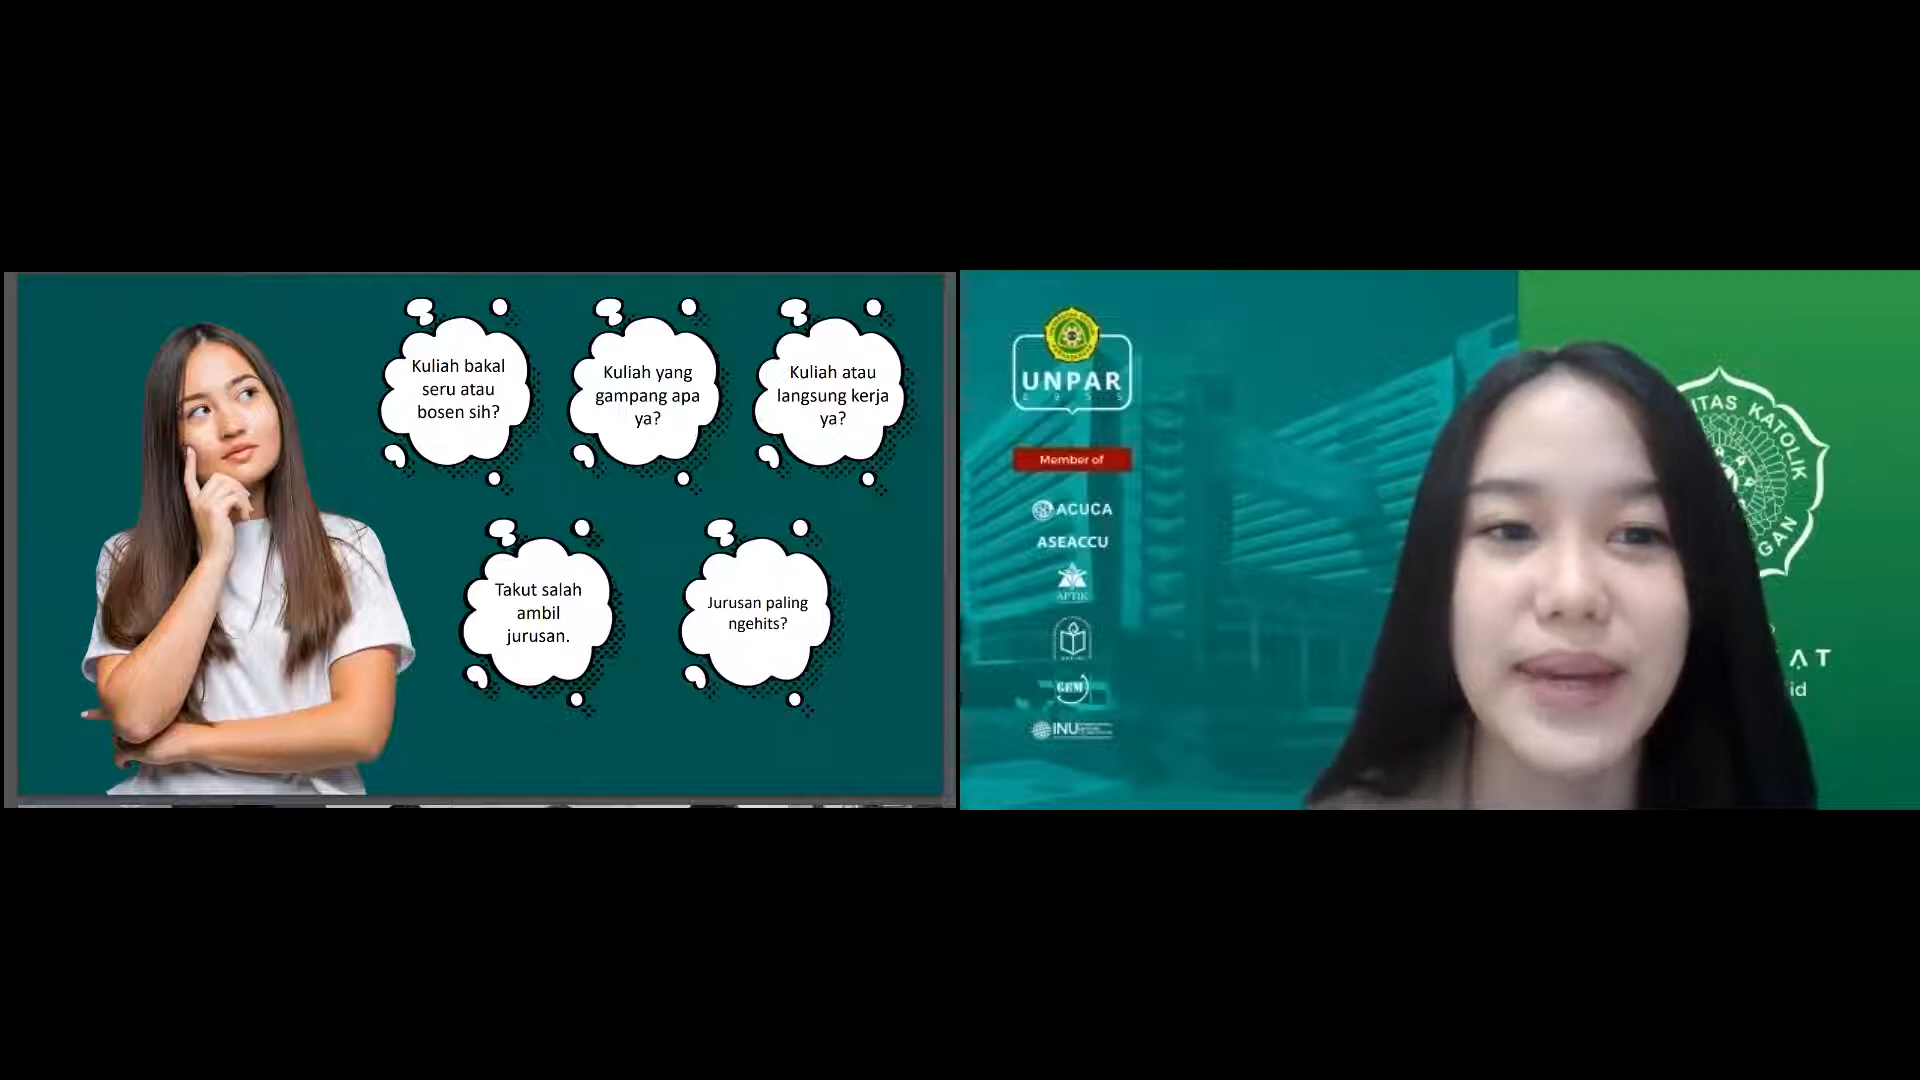 Kuliah bakal
seru atau
bosen sih?
Kuliah yang
gampang apa
ya?
Kuliah atau
langsung kerja
ya?
Takut salah
ambil
jurusan.
Jurusan paling
ngehits?
UNPAR
1955
Member of
ACUCA
ASEACCU
APTIK
GEM
INU
ITAS KATOLIK
GAN
AT
id